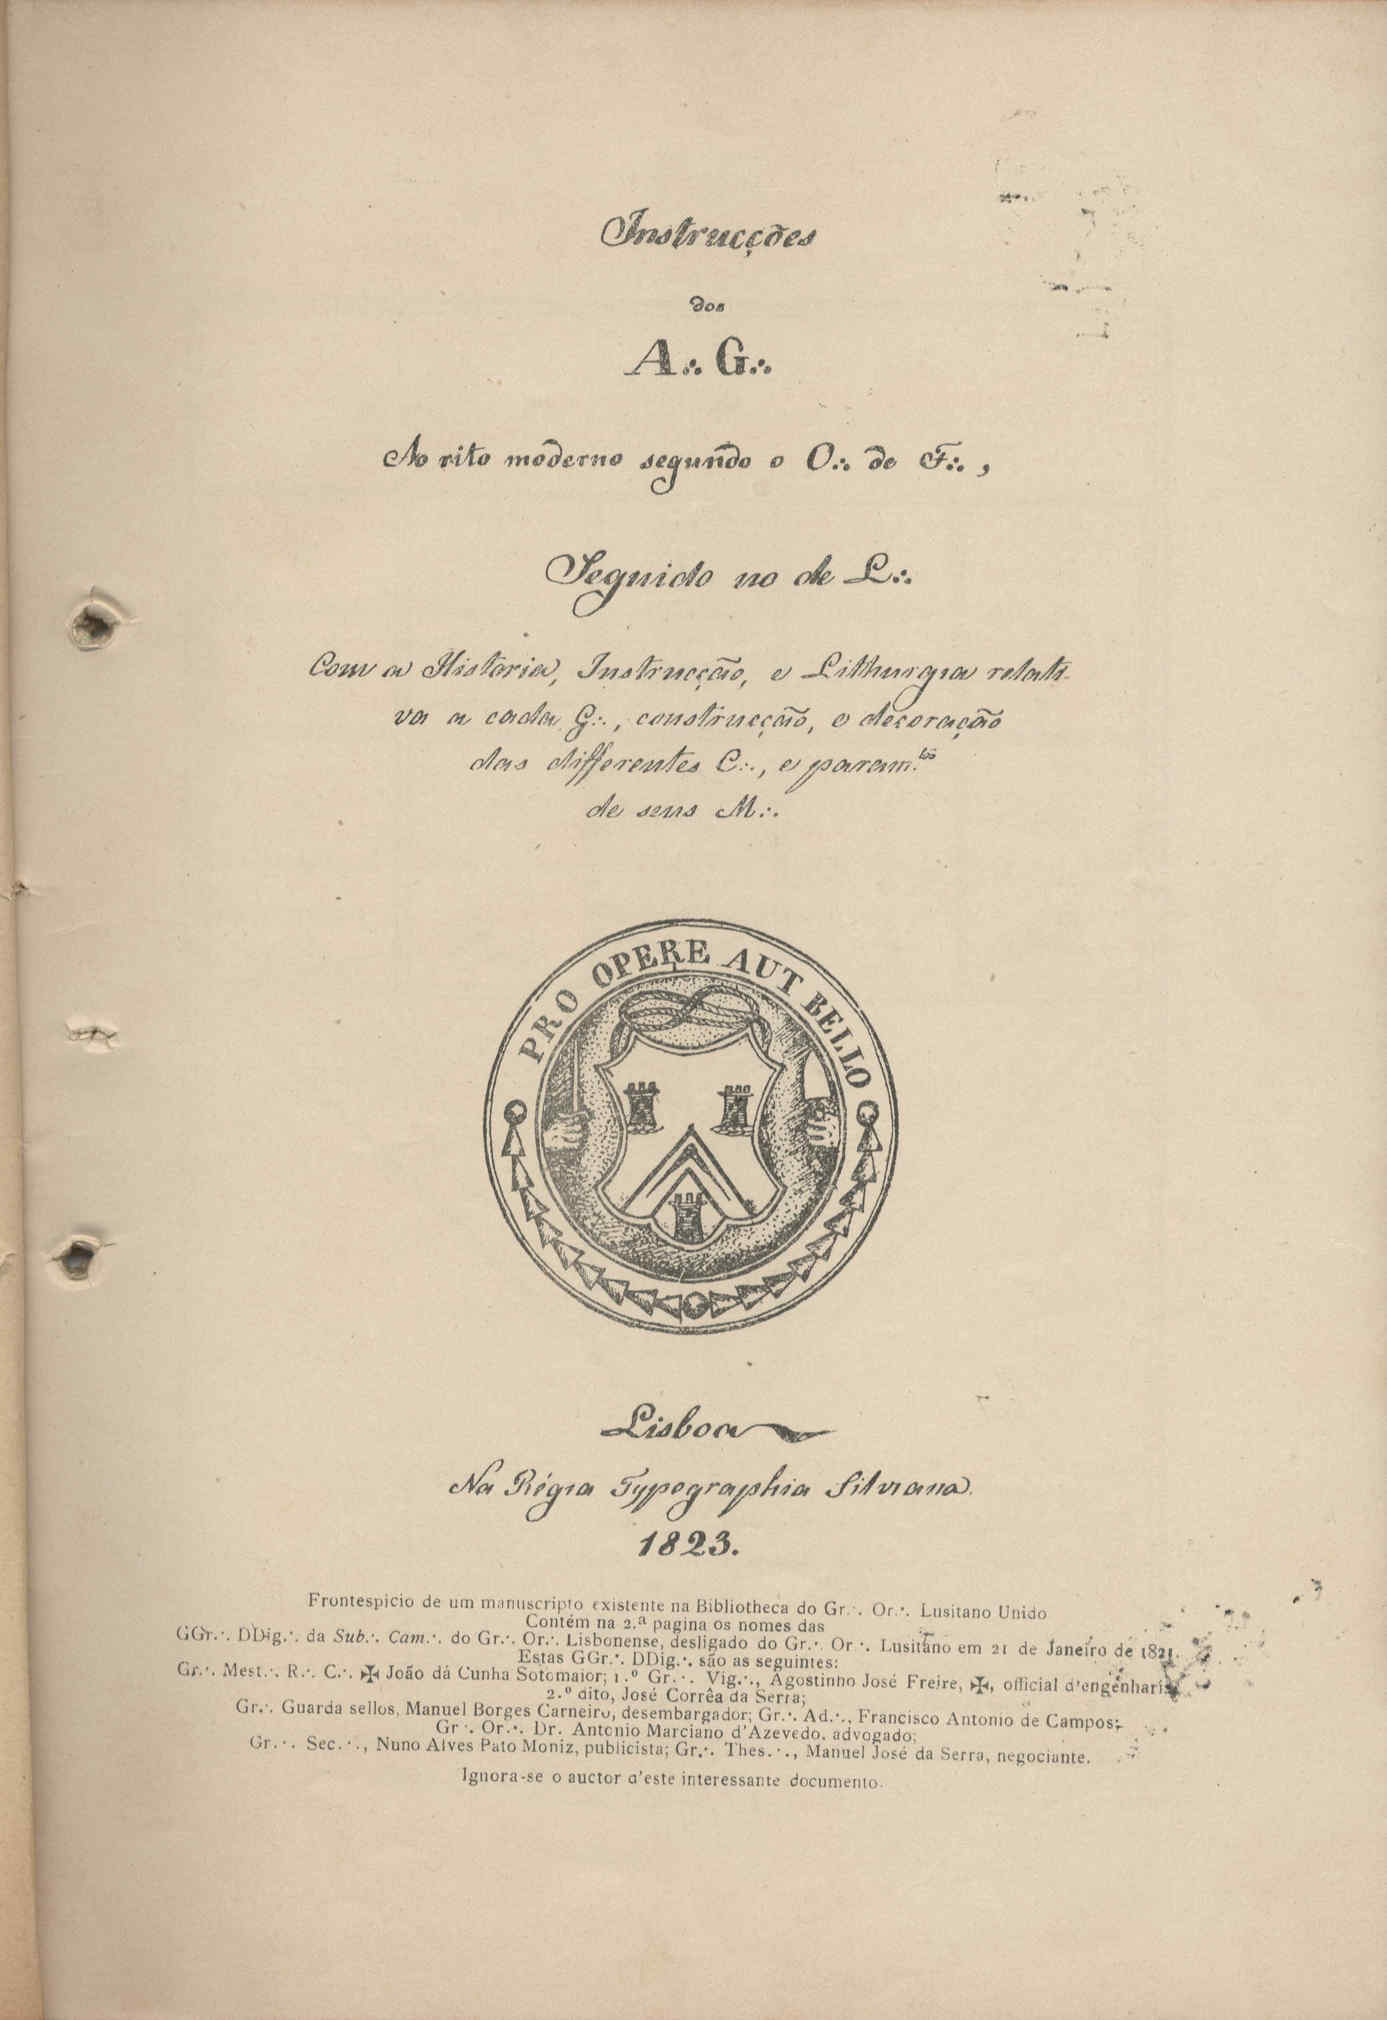 Instrucções
dos
A∴ G∴
Ao rito moderno segundo o O∴ de F∴,
Seguido no de L∴
Com a Historia, Instrucção, e Lithurgia relati-
va a cada G∴, construcção, e decoração
das differentes C∴, e param.tos
de seus M∴
PRO OPERE AUT BELLO
Lisboa
Na Régia Typographia Silviana.
1823.
Frontespicio de um manuscripto existente na Bibliotheca do Gr∴ Or∴ Lusitano Unido
Contém na 2.ª pagina os nomes das
GGr∴ DDig∴ da Sub∴ Cam∴ do Gr∴ Or∴ Lisbonense, desligado do Gr∴ Or∴ Lusitano em 21 de Janeiro de 1821.
Estas GGr∴ DDig∴ são as seguintes:
Gr∴ Mest∴ R∴ C∴ ✠ João dá Cunha Sotomaior; 1.º Gr∴ Vig∴, Agostinho José Freire, ✠, official d'engenharia
2.º dito, José Corrêa da Serra;
Gr∴ Guarda sellos, Manuel Borges Carneiro, desembargador; Gr∴ Ad∴, Francisco Antonio de Campos;
Gr∴ Or∴ Dr. Antonio Marciano d'Azevedo, advogado;
Gr∴ Sec∴, Nuno Alves Pato Moniz, publicista; Gr∴ Thes∴, Manuel José da Serra, negociante.
Ignora-se o auctor d'este interessante documento.